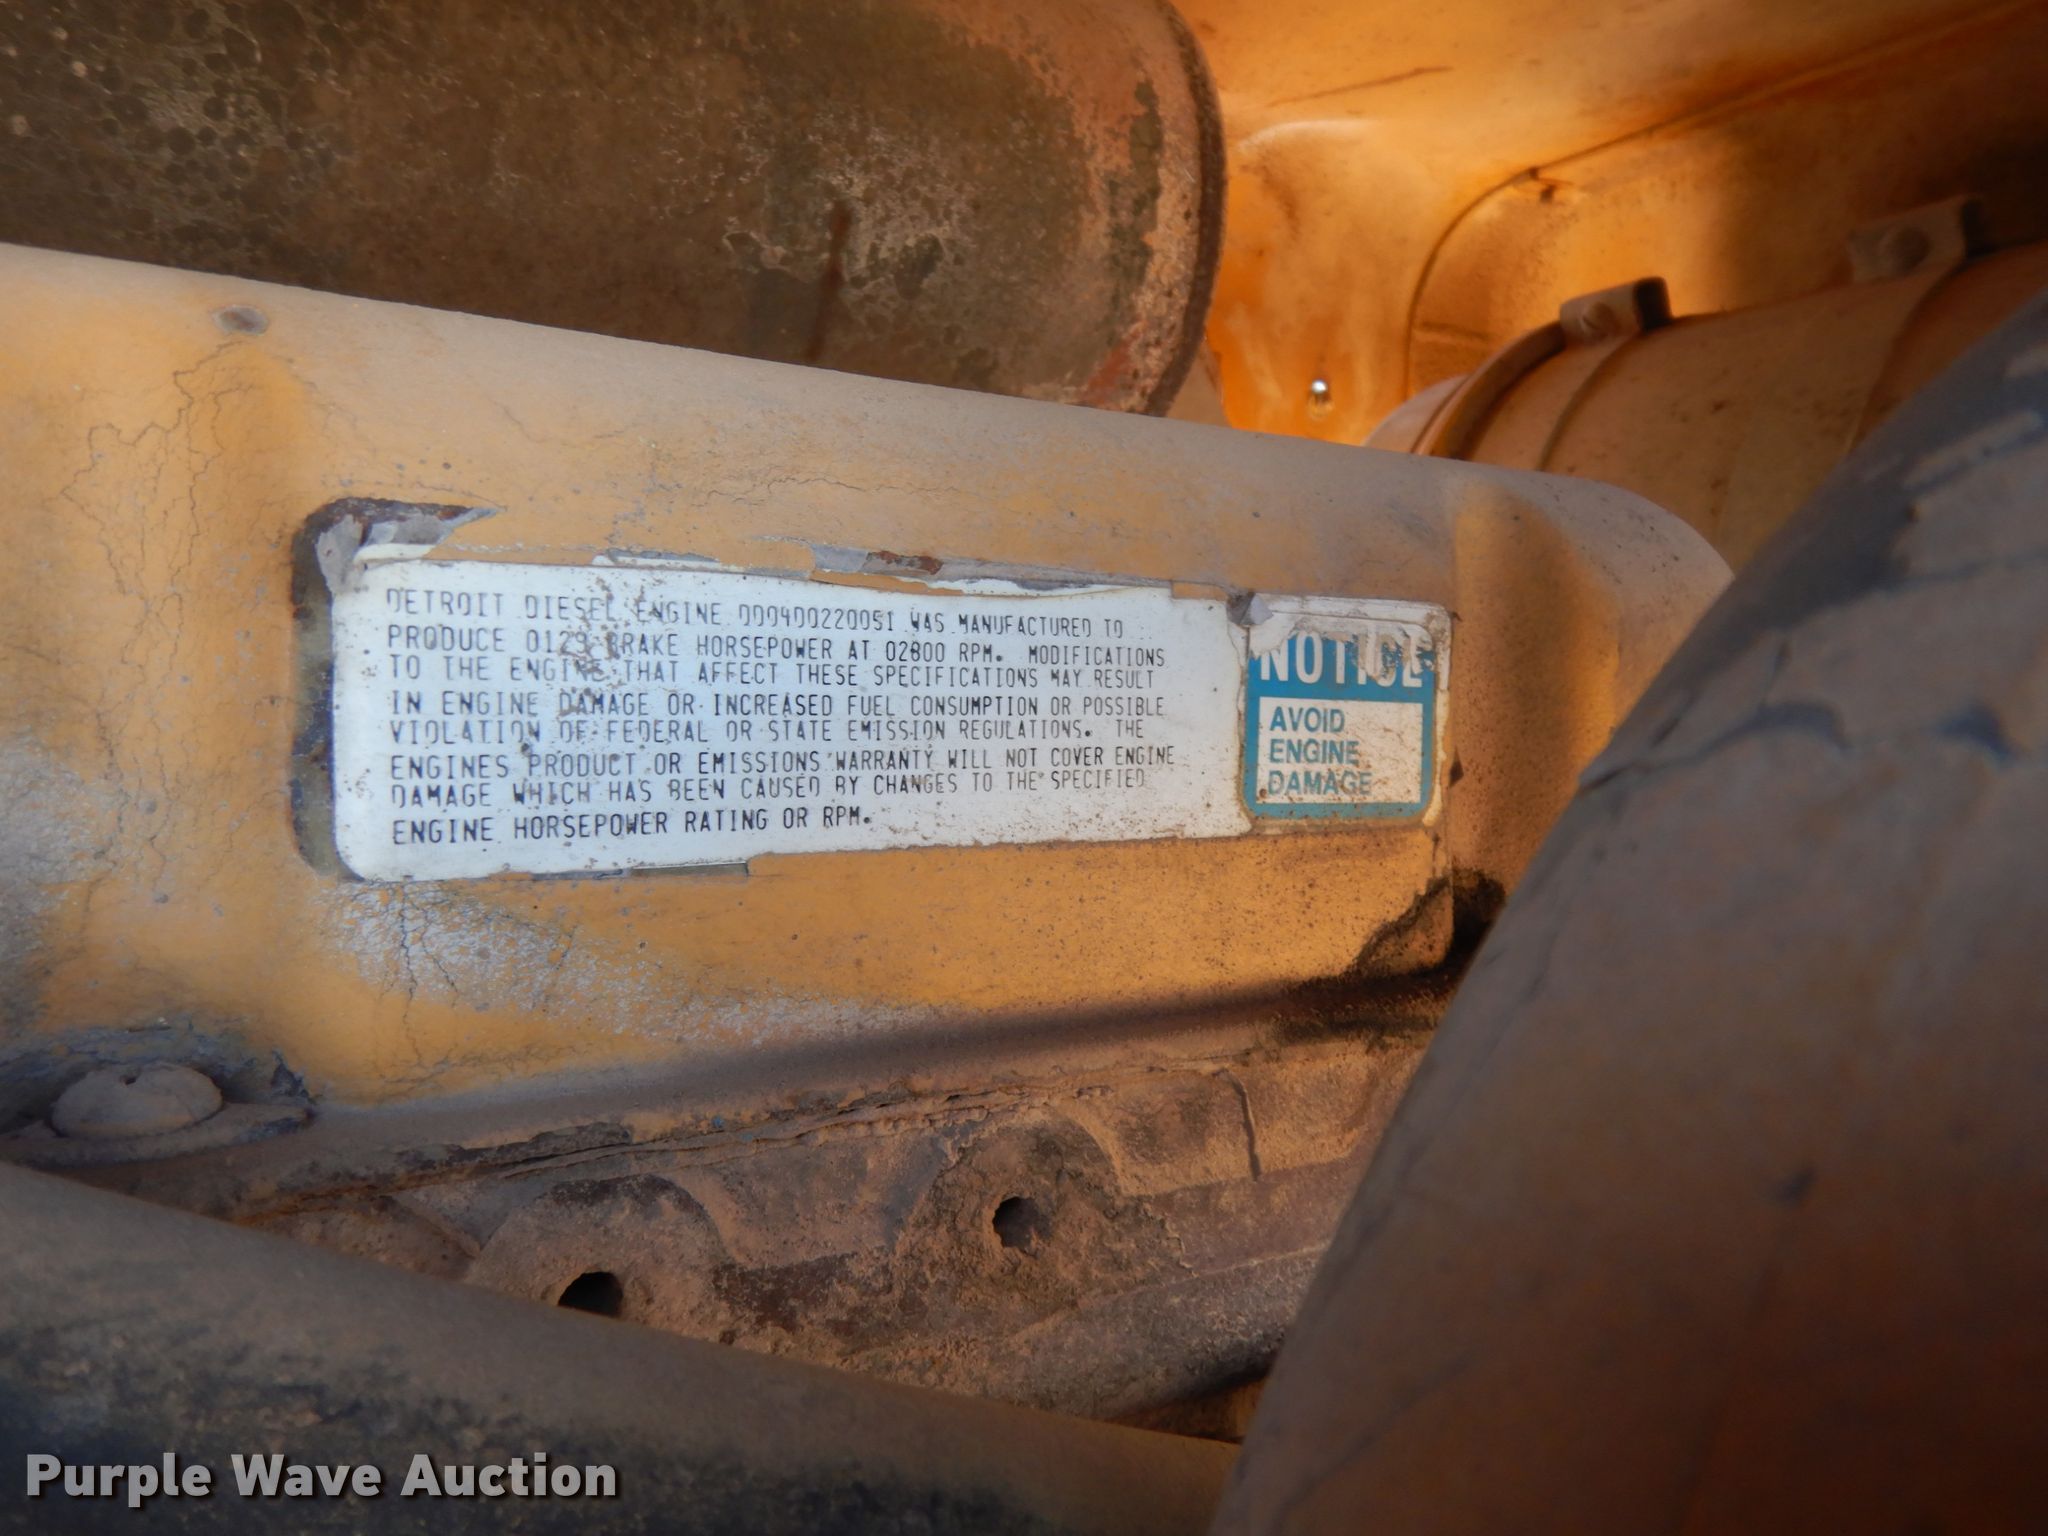 DETROIT DIESEL ENGINE 0D04D0220051 WAS MANUFACTURED TO
PRODUCE 0129 BRAKE HORSEPOWER AT 02800 RPM. MODIFICATIONS
TO THE ENGINE THAT AFFECT THESE SPECIFICATIONS MAY RESULT
IN ENGINE DAMAGE OR INCREASED FUEL CONSUMPTION OR POSSIBLE
VIOLATION OF FEDERAL OR STATE EMISSION REGULATIONS. THE
ENGINES PRODUCT OR EMISSIONS WARRANTY WILL NOT COVER ENGINE
DAMAGE WHICH HAS BEEN CAUSED BY CHANGES TO THE SPECIFIED
ENGINE HORSEPOWER RATING OR RPM.
NOTICE
AVOID
ENGINE
DAMAGE
Purple Wave Auction